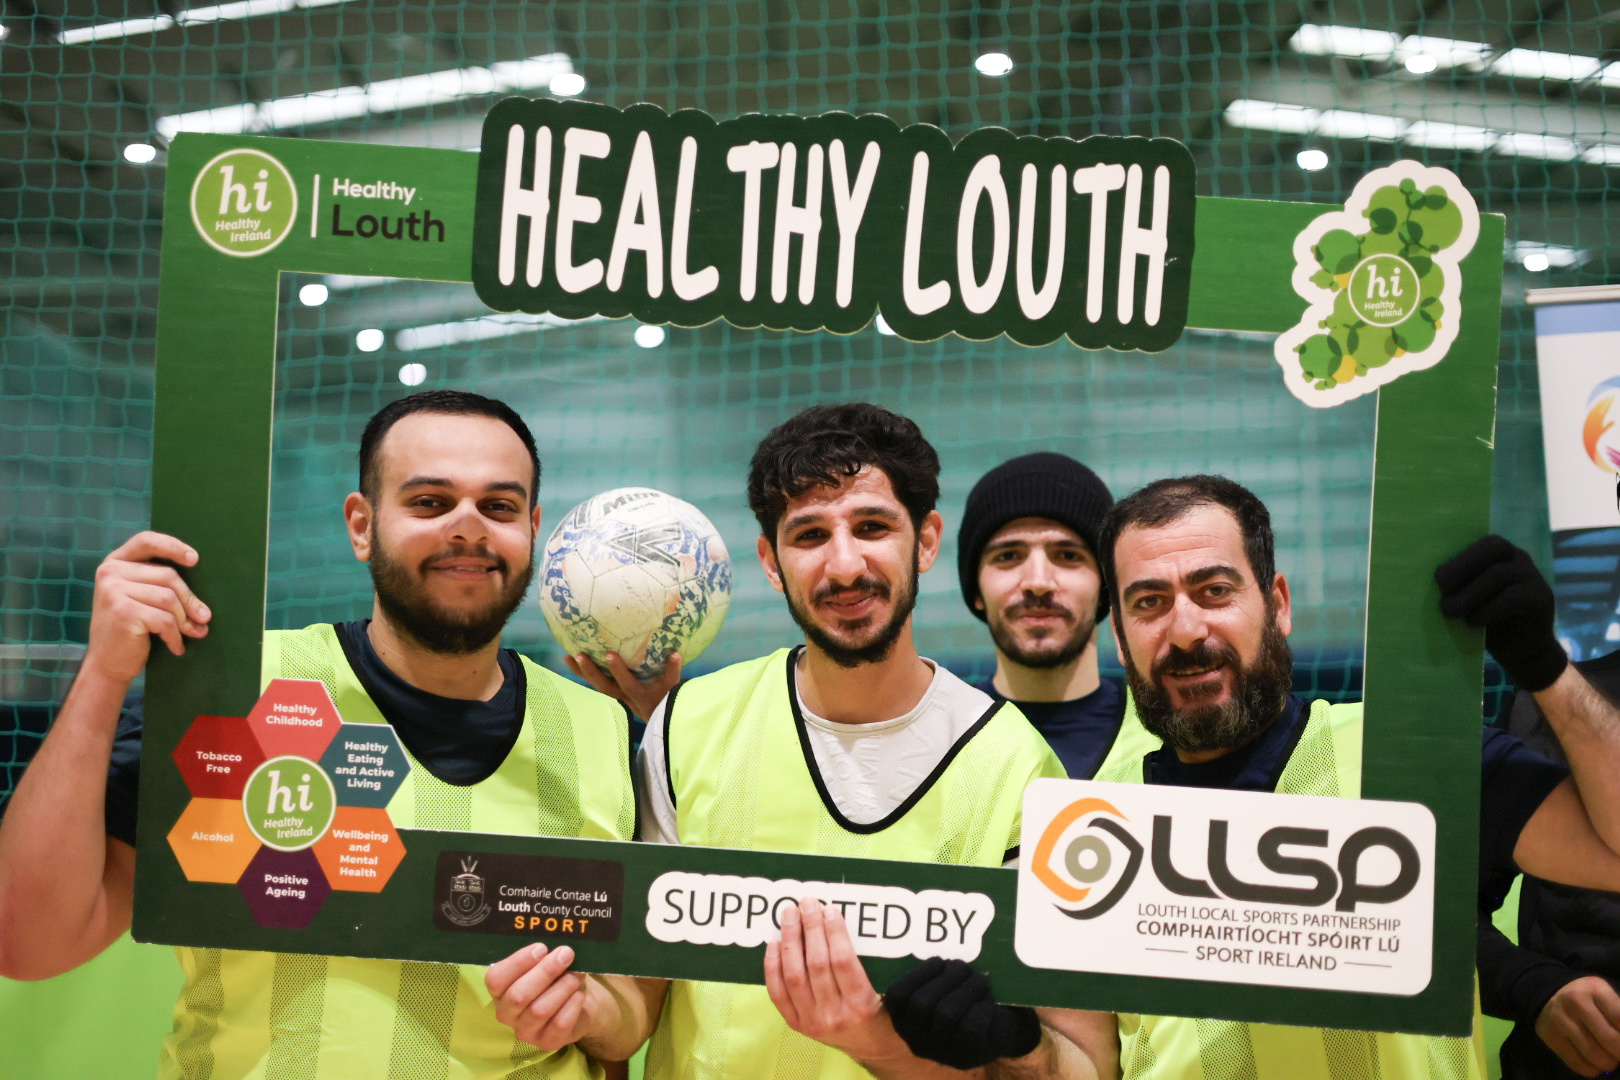 hi
Healthy
Ireland
Healthy
Louth
HEALTHY LOUTH
hi
Healthy
Ireland
Mitre
Healthy
Childhood
Tobacco
Free
Healthy
Eating
and Active
Living
hi
Healthy
Ireland
Alcohol
Wellbeing
and
Mental
Health
Positive
Ageing
Comhairle Contae Lú
Louth County Council
SPORT
SUPPORTED BY
LLSP
LOUTH LOCAL SPORTS PARTNERSHIP
COMPHAIRTÍOCHT SPÓIRT LÚ
SPORT IRELAND